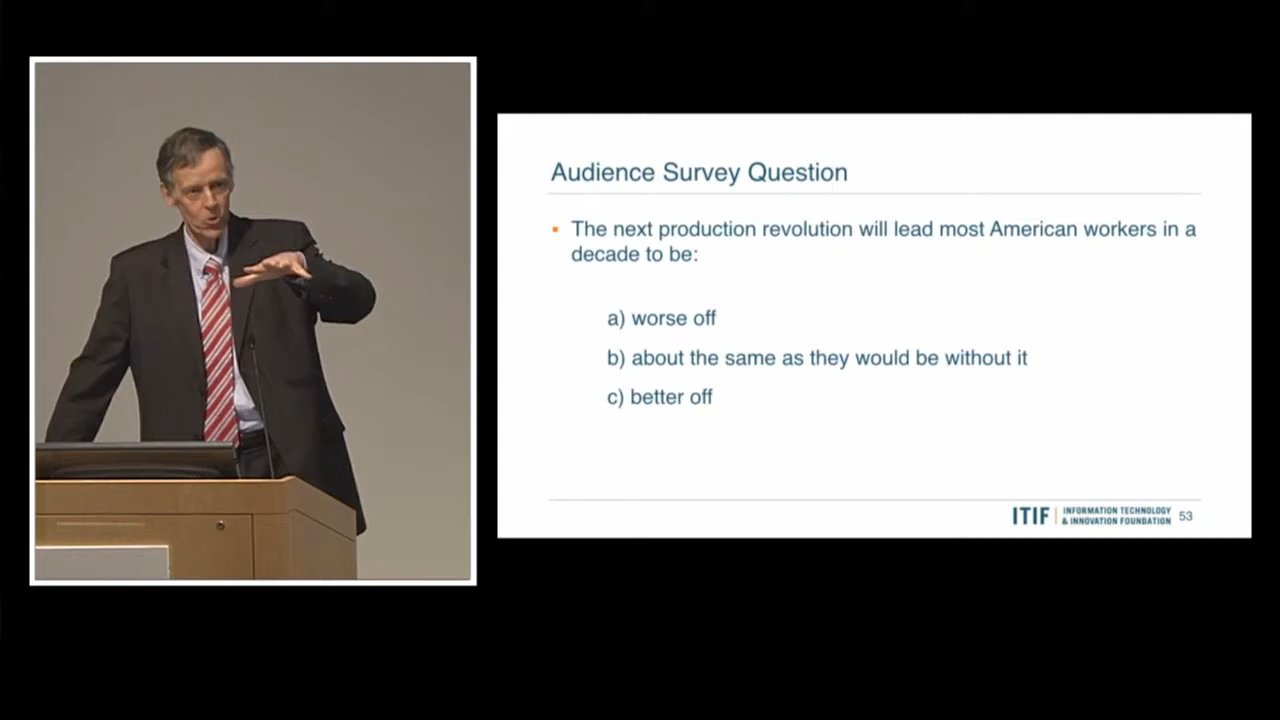 Audience Survey Question
▪ The next production revolution will lead most American workers in a
decade to be:
a) worse off
b) about the same as they would be without it
c) better off
ITIF | INFORMATION TECHNOLOGY
& INNOVATION FOUNDATION 53